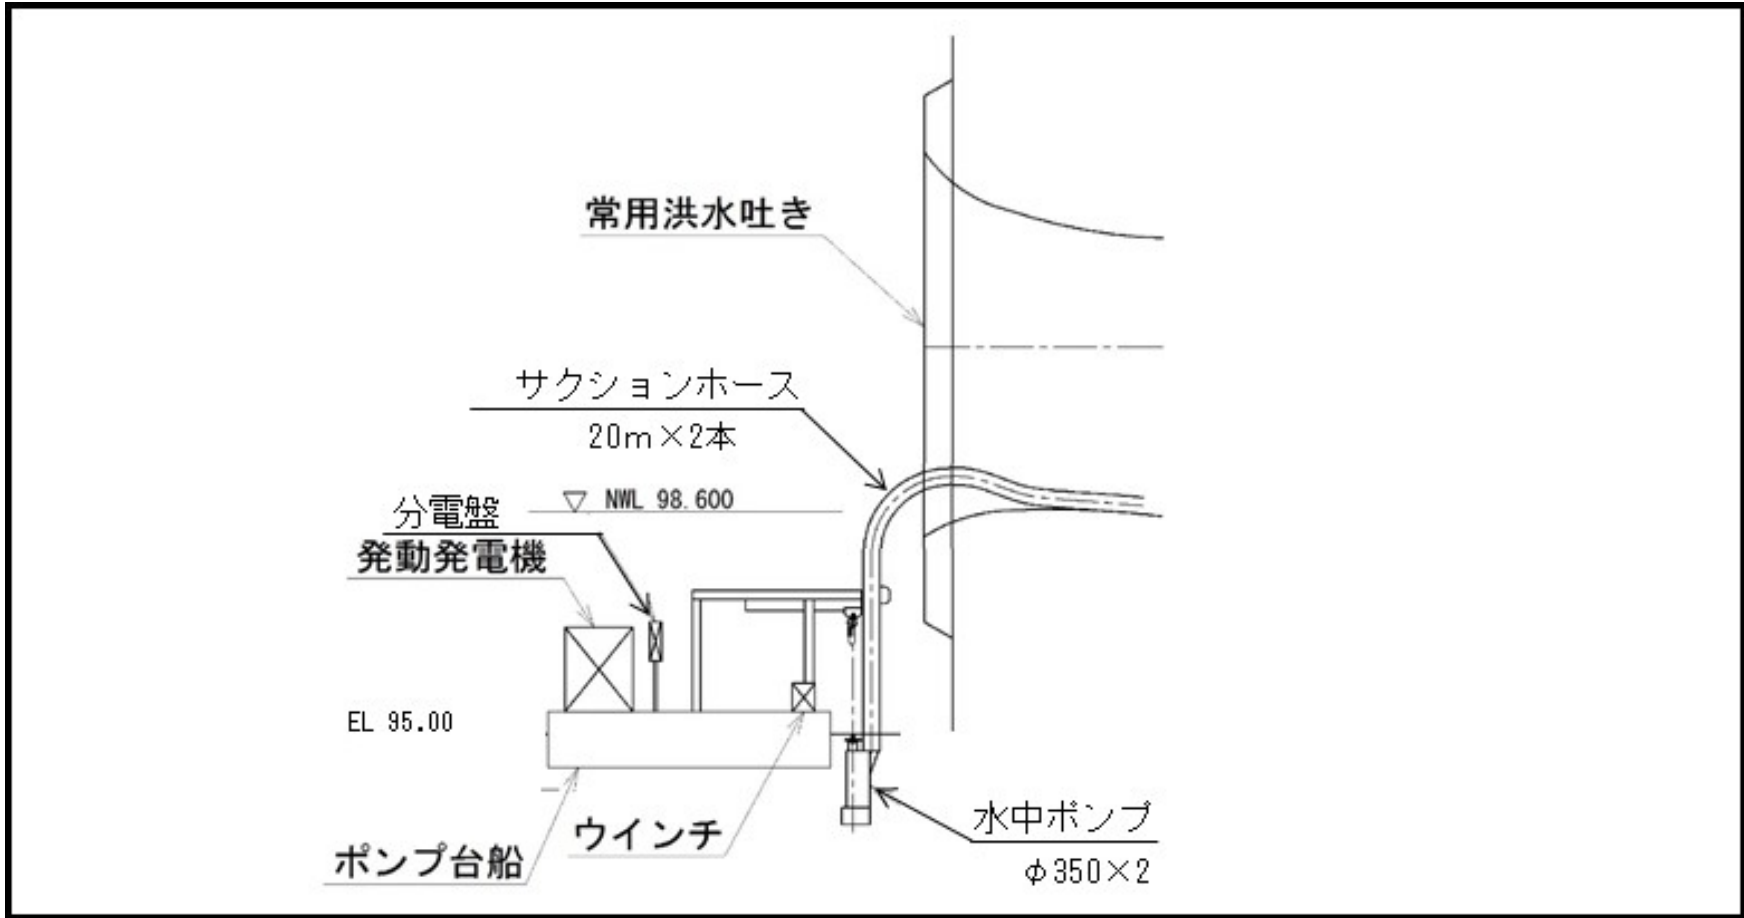 常用洪水吐き
サクションホース
20m×2本
NWL 98.600
分電盤
発動発電機
EL 95.00
ウインチ
水中ポンプ
ポンプ台船
φ350×2